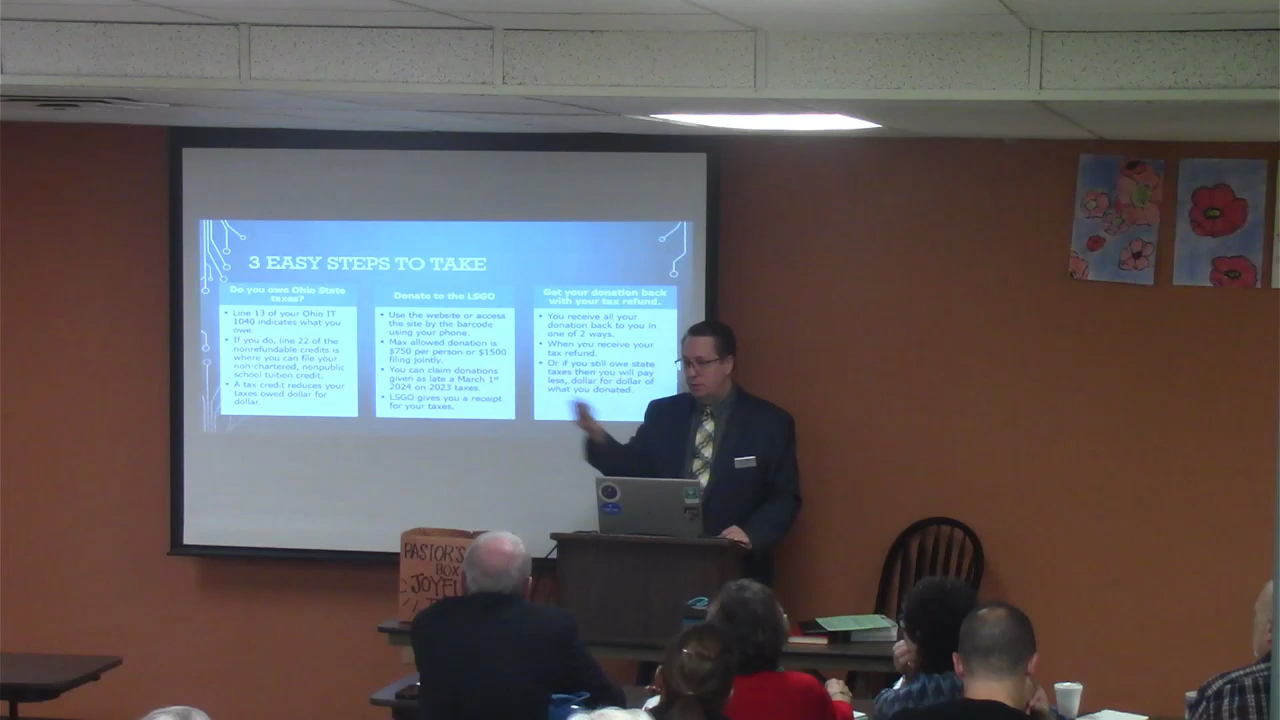 3 EASY STEPS TO TAKE
Do you owe Ohio State
taxes?
• Line 13 of your Ohio IT
1040 indicates what you
owe.
• If you do, line 22 of the
nonrefundable credits is
where you can file your
non-chartered, nonpublic
school tuition credit.
• A tax credit reduces your
taxes owed dollar for
dollar.
Donate to the LSGO
• Use the website or access
the site by the barcode
using your phone.
• Max allowed donation is
$750 per person or $1500
filing jointly.
• You can claim donations
given as late a March 1st
2024 on 2023 taxes.
• LSGO gives you a receipt
for your taxes.
Get your donation back
with your tax refund.
• You receive all your
donation back to you in
one of 2 ways.
• When you receive your
tax refund.
• Or if you still owe state
taxes then you will pay
less, dollar for dollar of
what you donated.
PASTOR'S
BOX